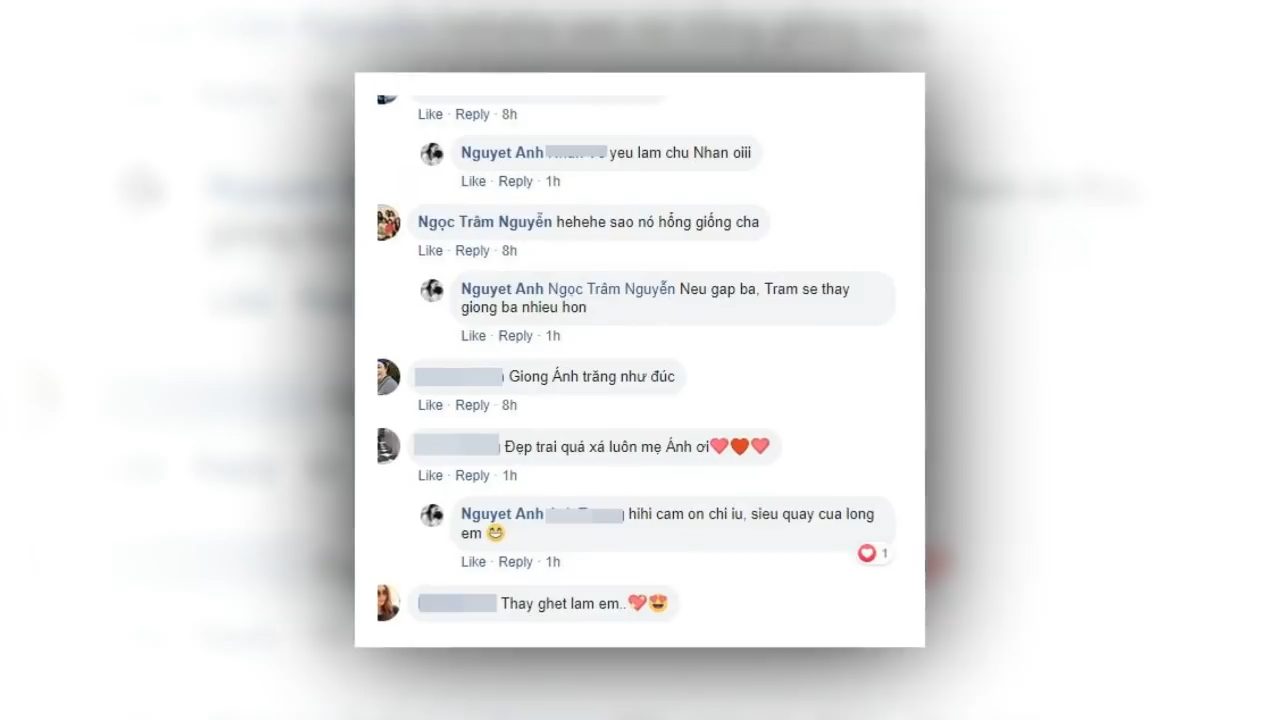 Like · Reply · 8h
Nguyet Anh yeu lam chu Nhan oiii
Like · Reply · 1h
Ngọc Trâm Nguyễn hehehe sao nó hổng giống cha
Like · Reply · 8h
Nguyet Anh Ngọc Trâm Nguyễn Neu gap ba, Tram se thay
giong ba nhieu hon
Like · Reply · 1h
Giong Ánh trăng như đúc
Like · Reply · 8h
Đẹp trai quá xá luôn mẹ Ánh ơi❤️❤️❤️
Like · Reply · 1h
Nguyet Anh hihi cam on chi iu, sieu quay cua long
em 😁
1
Like · Reply · 1h
Thay ghet lam em..💖😍